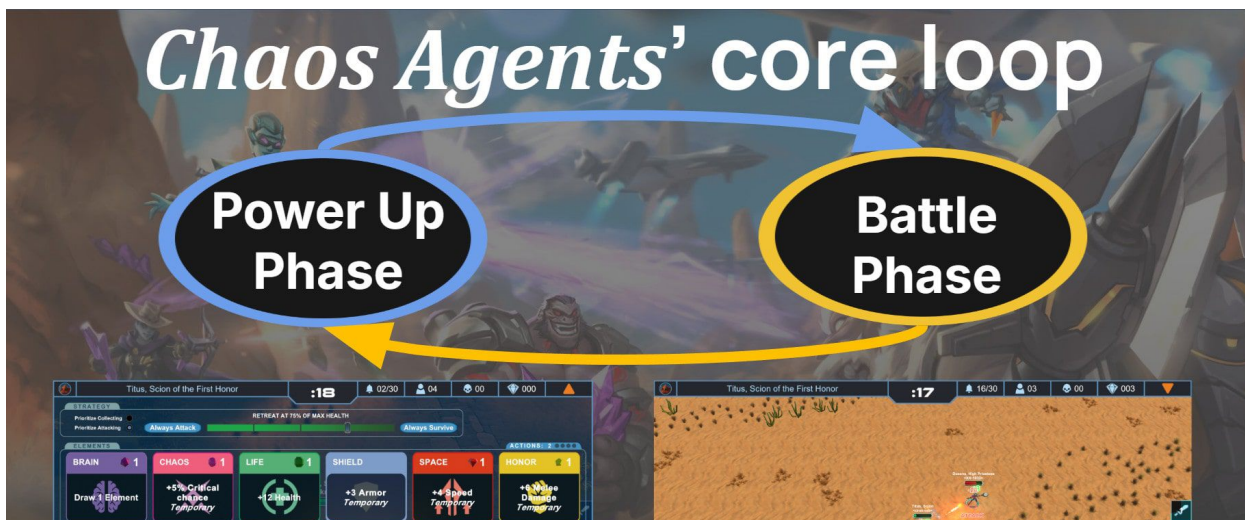 Chaos Agents' core loop
Power Up
Phase
Battle
Phase
Titus, Scion of the First Honor
:18
02/30
04
00
000
STRATEGY
Prioritise Collecting
Prioritise Attacking
RETREAT AT 75% OF MAX HEALTH
Always Attack
Always Survive
ELEMENTS
ACTIONS: 2
BRAIN 1
Draw 1 Element
CHAOS 1
+5% Critical
chance
Temporary
LIFE 1
+12 Health
SHIELD
+3 Armor
Temporary
SPACE 1
+4 Speed
Temporary
HONOR 1
+6 Melee
Damage
Temporary
Titus, Scion of the First Honor
:17
16/30
03
00
003